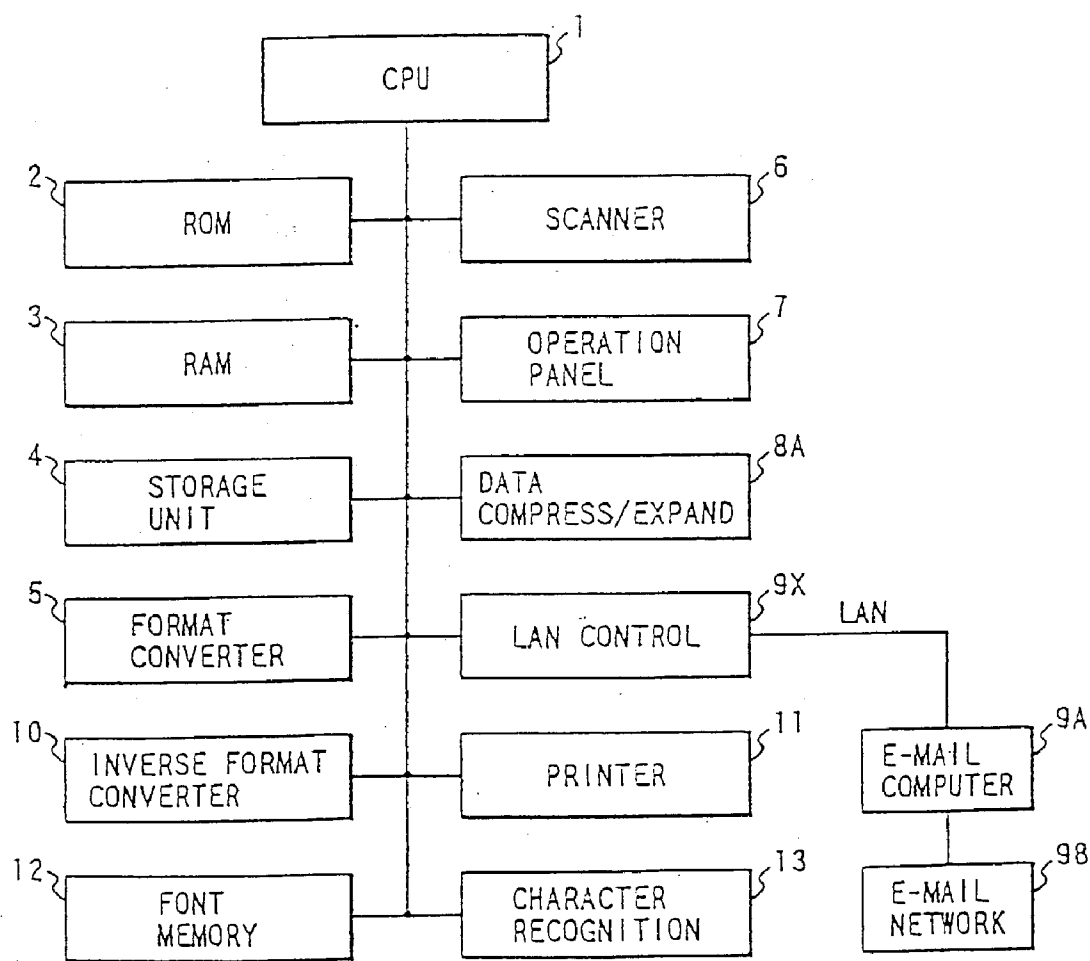 1
CPU
2
ROM
6
SCANNER
3
RAM
7
OPERATION
PANEL
4
STORAGE
UNIT
8A
DATA
COMPRESS/EXPAND
5
FORMAT
CONVERTER
9X
LAN CONTROL
LAN
10
INVERSE FORMAT
CONVERTER
11
PRINTER
9A
E-MAIL
COMPUTER
12
FONT
MEMORY
13
CHARACTER
RECOGNITION
9B
E-MAIL
NETWORK